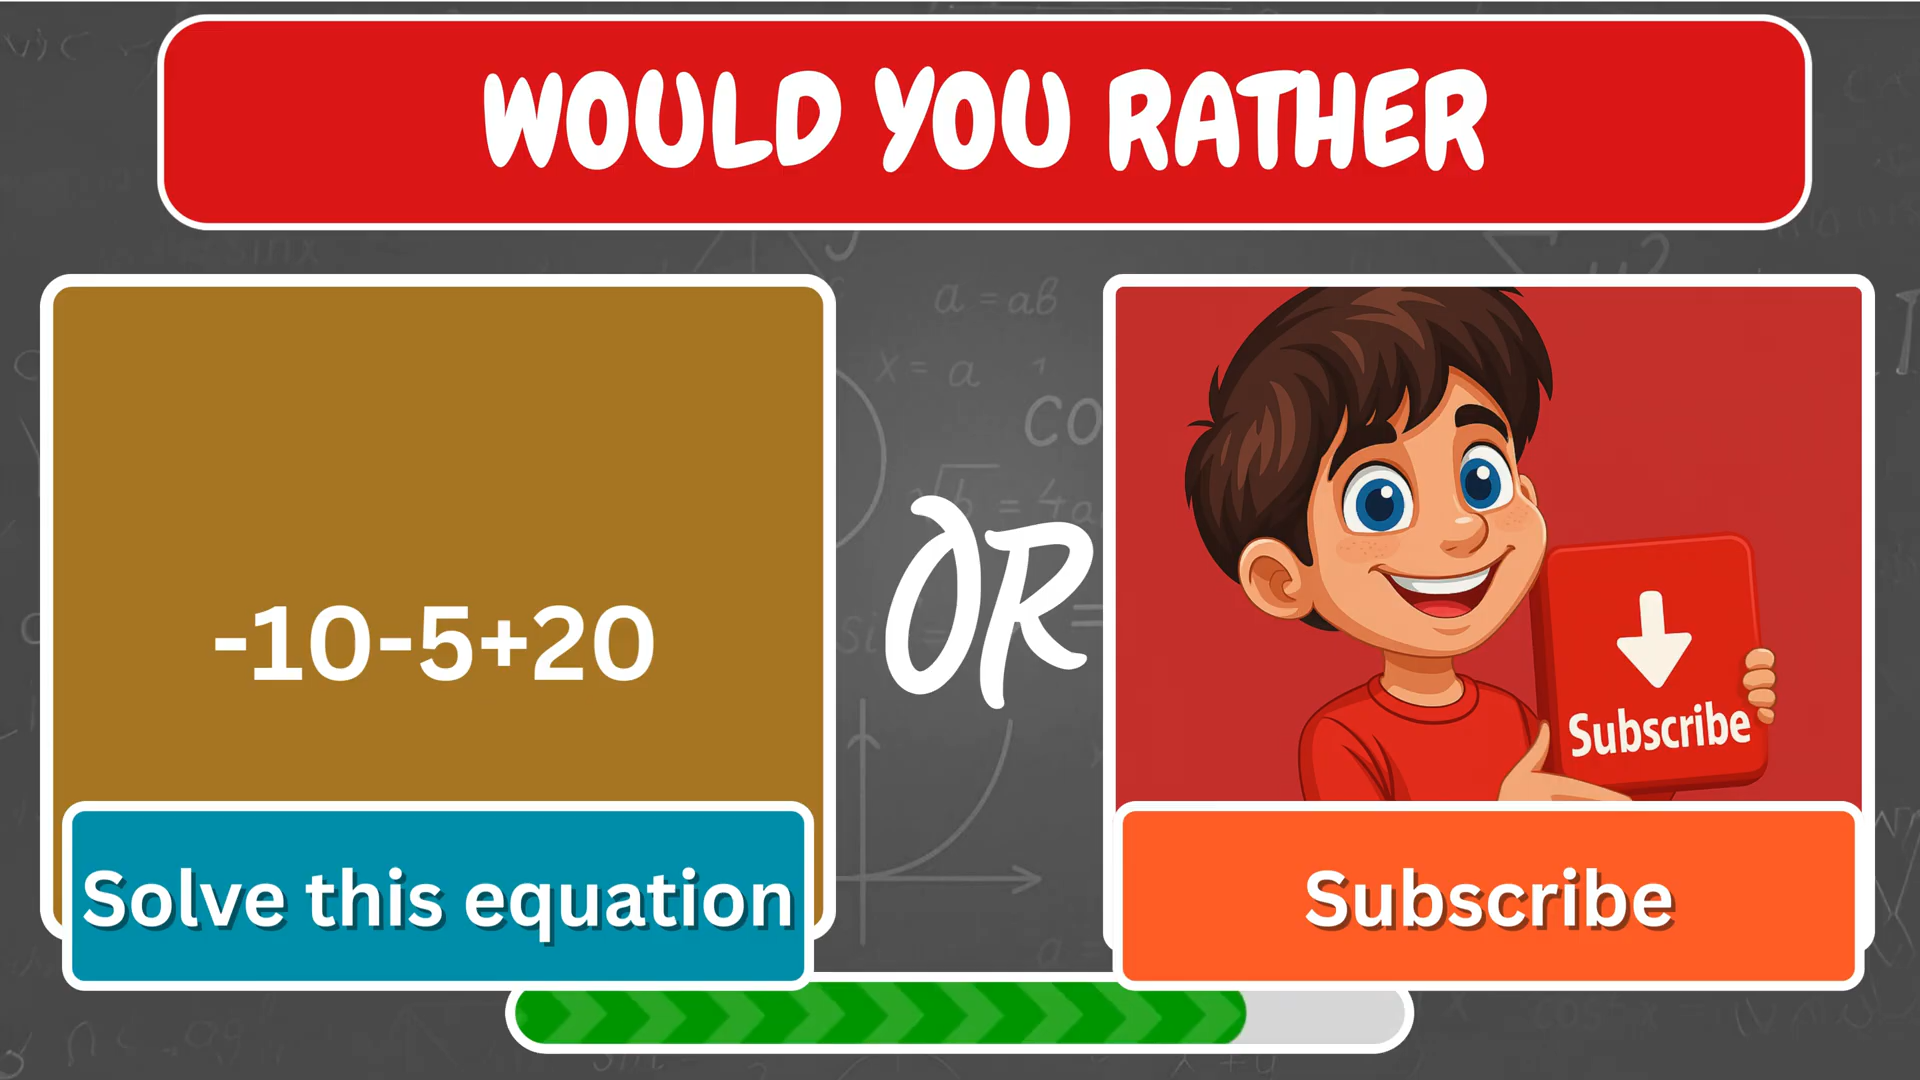 WOULD YOU RATHER
-10-5+20
OR
Subscribe
Solve this equation
Subscribe